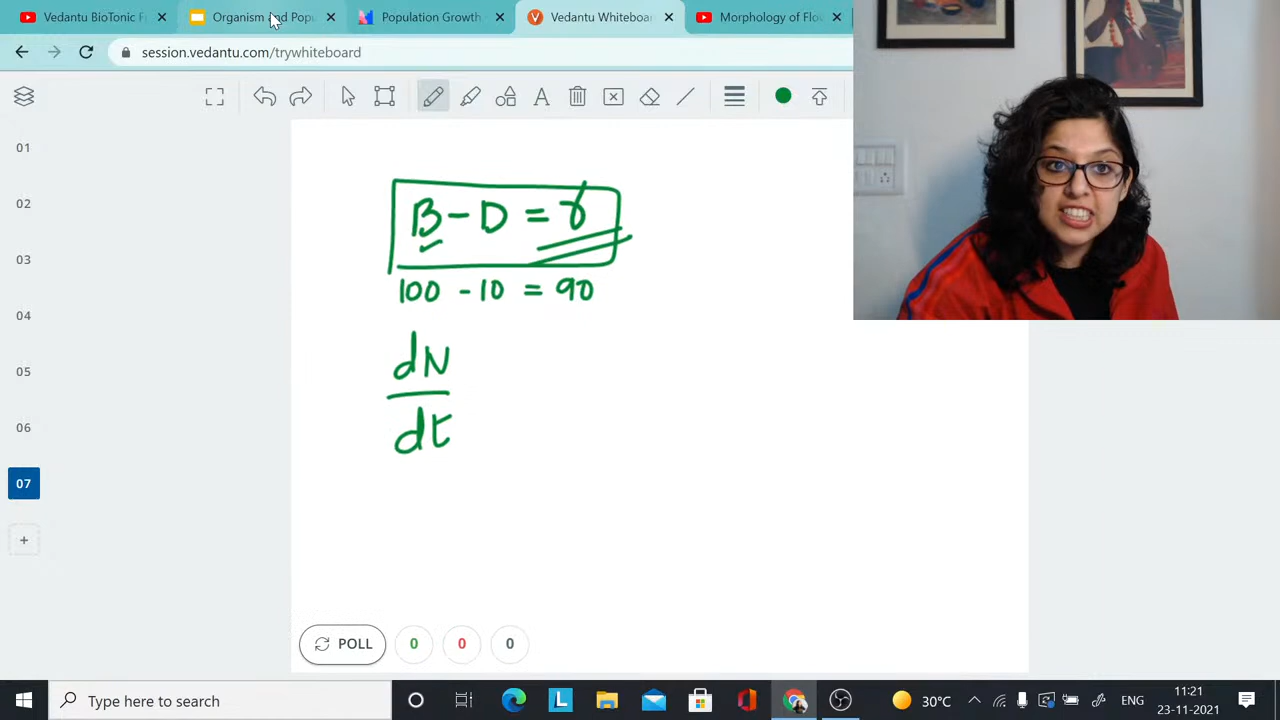 Vedantu BioTonic F
Organism and Popu
Population Growth
Vedantu Whiteboa
Morphology of Flo
session.vedantu.com/trywhiteboard
A
01
02
03
04
05
06
07
+
B - D = r
100 - 10 = 90
dN
dt
POLL
0
0
0
Type here to search
L
30°C
ENG
11:21
23-11-2021